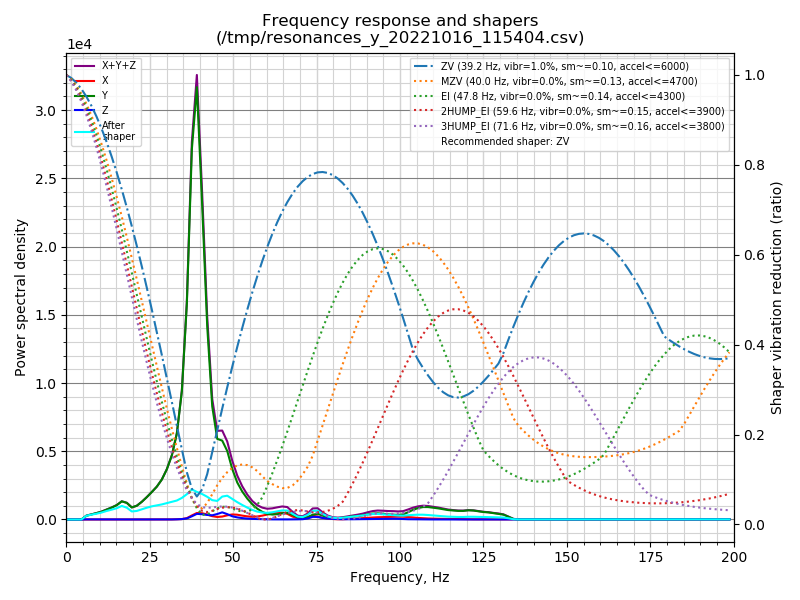 Frequency response and shapers
(/tmp/resonances_y_20221016_115404.csv)
1e4
X+Y+Z
X
Y
Z
After
shaper
ZV (39.2 Hz, vibr=1.0%, sm~=0.10, accel<=6000)
MZV (40.0 Hz, vibr=0.0%, sm~=0.13, accel<=4700)
EI (47.8 Hz, vibr=0.0%, sm~=0.14, accel<=4300)
2HUMP_EI (59.6 Hz, vibr=0.0%, sm~=0.15, accel<=3900)
3HUMP_EI (71.6 Hz, vibr=0.0%, sm~=0.16, accel<=3800)
Recommended shaper: ZV
Power spectral density
3.0
2.5
2.0
1.5
1.0
0.5
0.0
1.0
0.8
0.6
0.4
0.2
0.0
Shaper vibration reduction (ratio)
0 25 50 75 100 125 150 175 200
Frequency, Hz